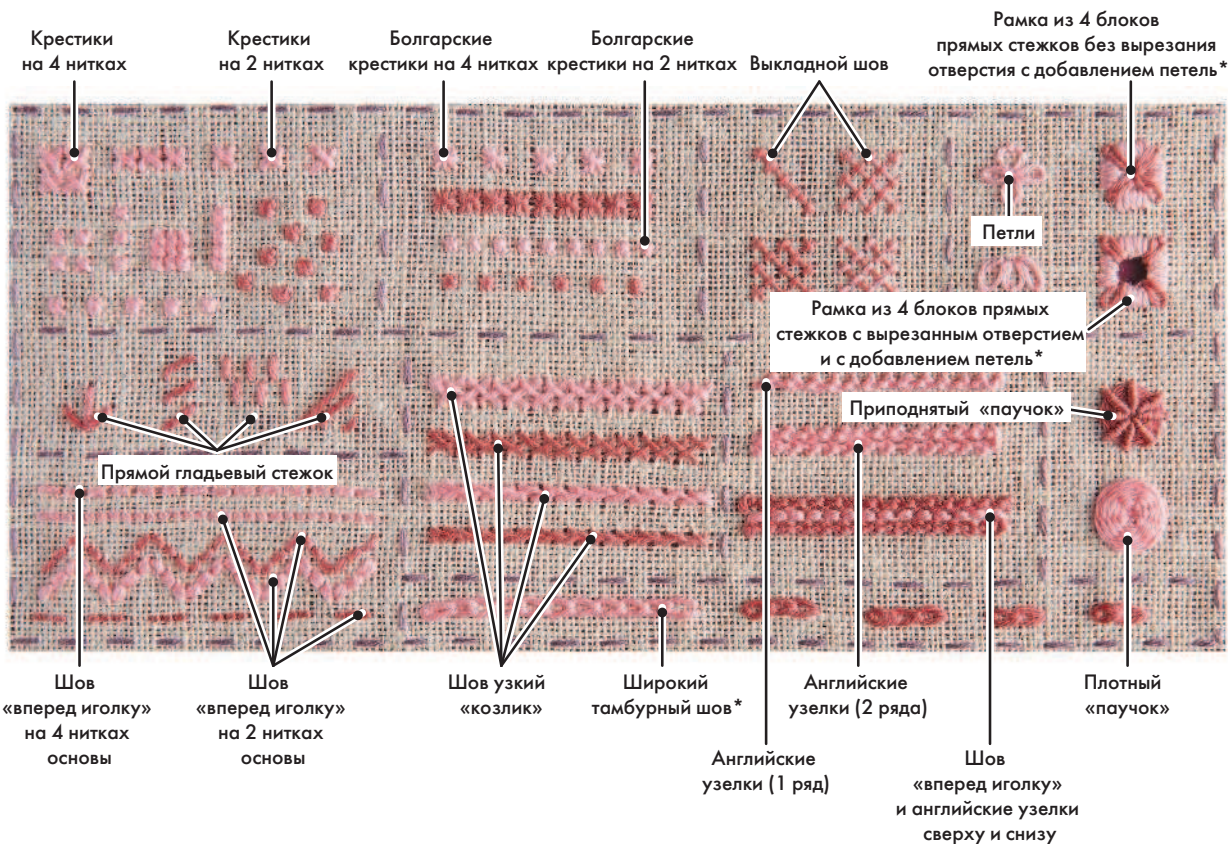 Крестики
на 4 нитках
Крестики
на 2 нитках
Болгарские
крестики на 4 нитках
Болгарские
крестики на 2 нитках
Выкладной шов
Рамка из 4 блоков
прямых стежков без вырезания
отверстия с добавлением петель*
Петли
Рамка из 4 блоков прямых
стежков с вырезанным отверстием
и с добавлением петель*
Приподнятый «паучок»
Прямой гладьевый стежок
Шов
«вперед иголку»
на 4 нитках
основы
Шов
«вперед иголку»
на 2 нитках
основы
Шов узкий
«козлик»
Широкий
тамбурный шов*
Английские
узелки (1 ряд)
Английские
узелки (2 ряда)
Шов
«вперед иголку»
и английские узелки
сверху и снизу
Плотный
«паучок»